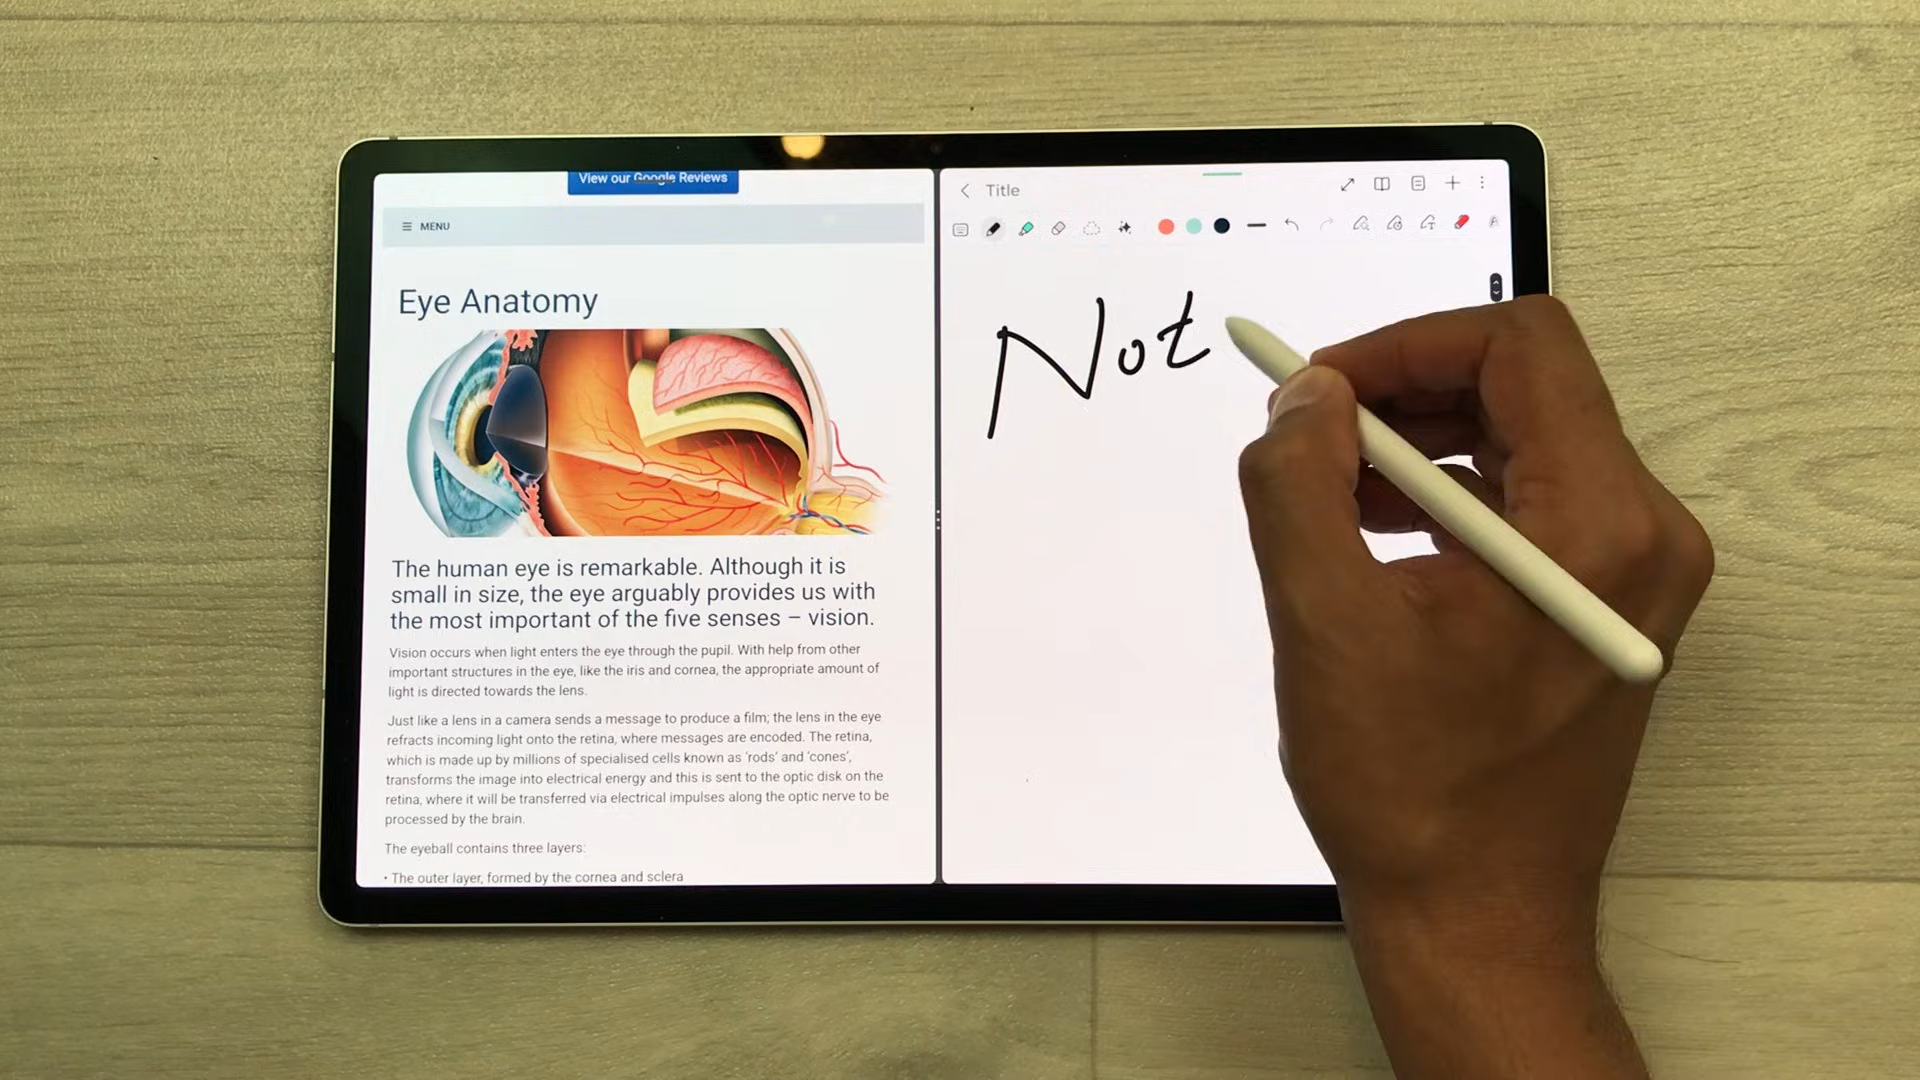 View our Google Reviews
☰ MENU
Eye Anatomy
The human eye is remarkable. Although it is
small in size, the eye arguably provides us with
the most important of the five senses – vision.
Vision occurs when light enters the eye through the pupil. With help from other
important structures in the eye, like the iris and cornea, the appropriate amount of
light is directed towards the lens.
Just like a lens in a camera sends a message to produce a film; the lens in the eye
refracts incoming light onto the retina, where messages are encoded. The retina,
which is made up by millions of specialised cells known as ‘rods’ and ‘cones’,
transforms the image into electrical energy and this is sent to the optic disk on the
retina, where it will be transferred via electrical impulses along the optic nerve to be
processed by the brain.
The eyeball contains three layers:
• The outer layer, formed by the cornea and sclera
Title
Not